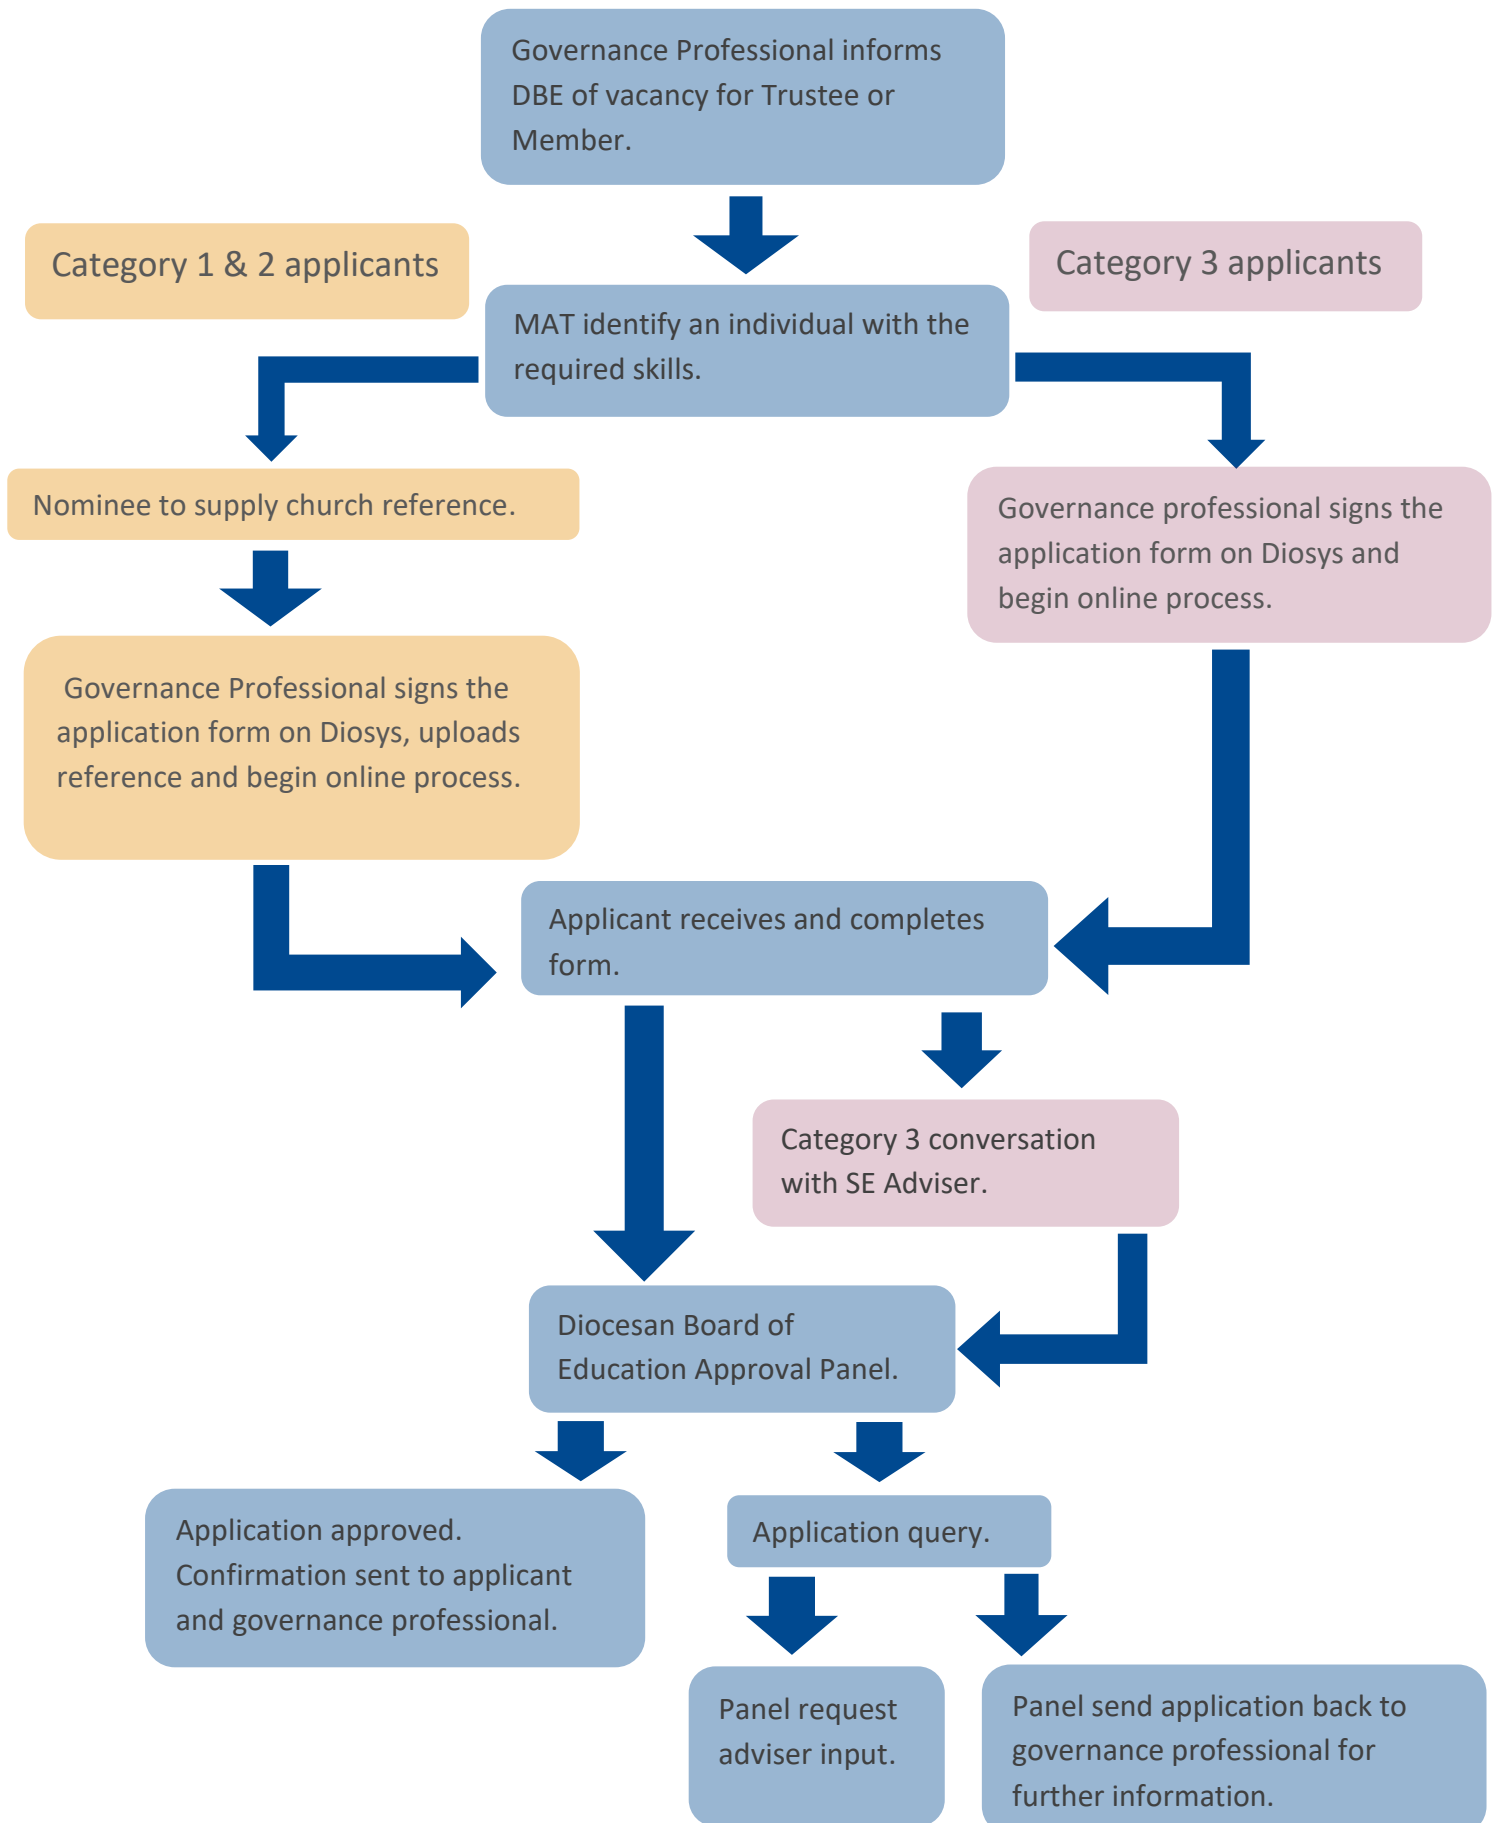 Governance Professional informs
DBE of vacancy for Trustee or
Member.
Category 1 & 2 applicants
Category 3 applicants
MAT identify an individual with the
required skills.
Nominee to supply church reference.
Governance professional signs the
application form on Diosys and
begin online process.
Governance Professional signs the
application form on Diosys, uploads
reference and begin online process.
Applicant receives and completes
form.
Category 3 conversation
with SE Adviser.
Diocesan Board of
Education Approval Panel.
Application approved.
Confirmation sent to applicant
and governance professional.
Application query.
Panel request
adviser input.
Panel send application back to
governance professional for
further information.